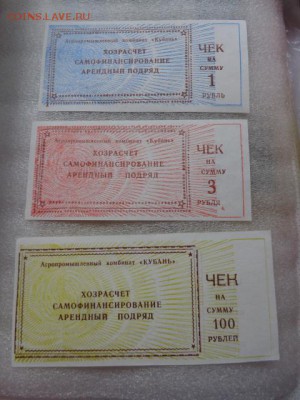 COINS.LAVE.RU
Агропромышленный комбинат «Кубань»
ХОЗРАСЧЕТ
САМОФИНАНСИРОВАНИЕ
АРЕНДНЫЙ ПОДРЯД
ЧЕК
НА
СУММУ
1
РУБЛЬ
Агропромышленный комбинат «Кубань»
ХОЗРАСЧЕТ
САМОФИНАНСИРОВАНИЕ
АРЕНДНЫЙ ПОДРЯД
ЧЕК
НА
СУММУ
3
РУБЛЯ
Агропромышленный комбинат «КУБАНЬ»
ХОЗРАСЧЕТ
САМОФИНАНСИРОВАНИЕ
АРЕНДНЫЙ ПОДРЯД
ЧЕК
НА
СУММУ
100
РУБЛЕЙ